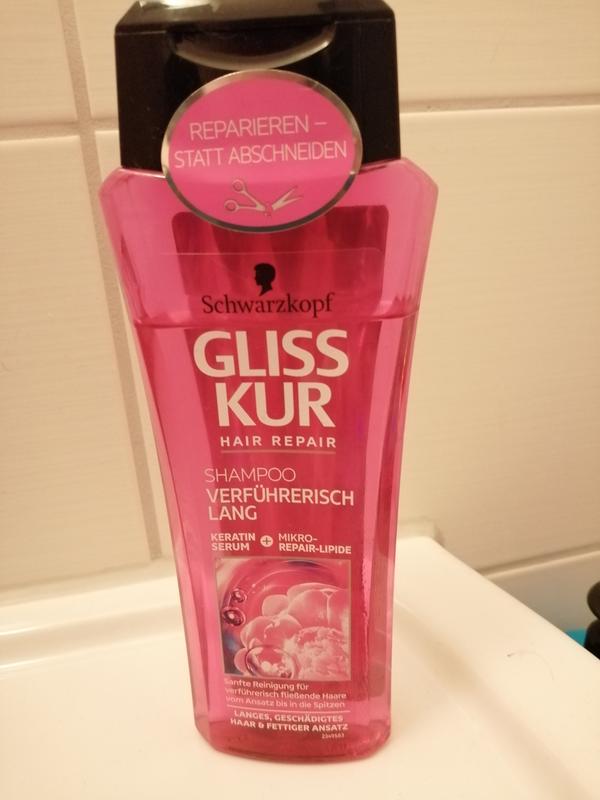 REPARIEREN –
STATT ABSCHNEIDEN
Schwarzkopf
GLISS
KUR
HAIR REPAIR
SHAMPOO
VERFÜHRERISCH
LANG
KERATIN
SERUM
+
MIKRO-
REPAIR-LIPIDE
Sanfte Reinigung für
verführerisch fließende Haare
vom Ansatz bis in die Spitzen
LANGES, GESCHÄDIGTES
HAAR & FETTIGER ANSATZ
2349583